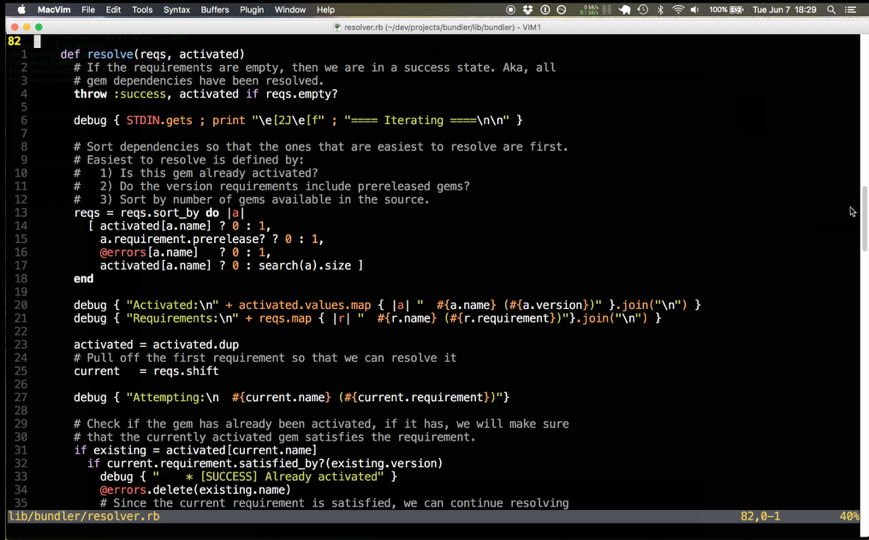 MacVim File Edit Tools Syntax Buffers Plugin Window Help 100% Tue Jun 7 18:29
resolver.rb (~/dev/projects/bundler/lib/bundler) - VIM1
82
1 def resolve(reqs, activated)
2 # If the requirements are empty, then we are in a success state. Aka, all
3 # gem dependencies have been resolved.
4 throw :success, activated if reqs.empty?
5
6 debug { STDIN.gets ; print "\e[2J\e[f" ; "==== Iterating ====\n\n" }
7
8 # Sort dependencies so that the ones that are easiest to resolve are first.
9 # Easiest to resolve is defined by:
10 #   1) Is this gem already activated?
11 #   2) Do the version requirements include prereleased gems?
12 #   3) Sort by number of gems available in the source.
13 reqs = reqs.sort_by do |a|
14 [ activated[a.name] ? 0 : 1,
15 a.requirement.prerelease? ? 0 : 1,
16 @errors[a.name]   ? 0 : 1,
17 activated[a.name] ? 0 : search(a).size ]
18 end
19
20 debug { "Activated:\n" + activated.values.map { |a| "  #{a.name} (#{a.version})" }.join("\n") }
21 debug { "Requirements:\n" + reqs.map { |r| "  #{r.name} (#{r.requirement})"}.join("\n") }
22
23 activated = activated.dup
24 # Pull off the first requirement so that we can resolve it
25 current   = reqs.shift
26
27 debug { "Attempting:\n  #{current.name} (#{current.requirement})"}
28
29 # Check if the gem has already been activated, if it has, we will make sure
30 # that the currently activated gem satisfies the requirement.
31 if existing = activated[current.name]
32 if current.requirement.satisfied_by?(existing.version)
33 debug { "    * [SUCCESS] Already activated" }
34 @errors.delete(existing.name)
35 # Since the current requirement is satisfied, we can continue resolving
lib/bundler/resolver.rb 82,0-1 40%